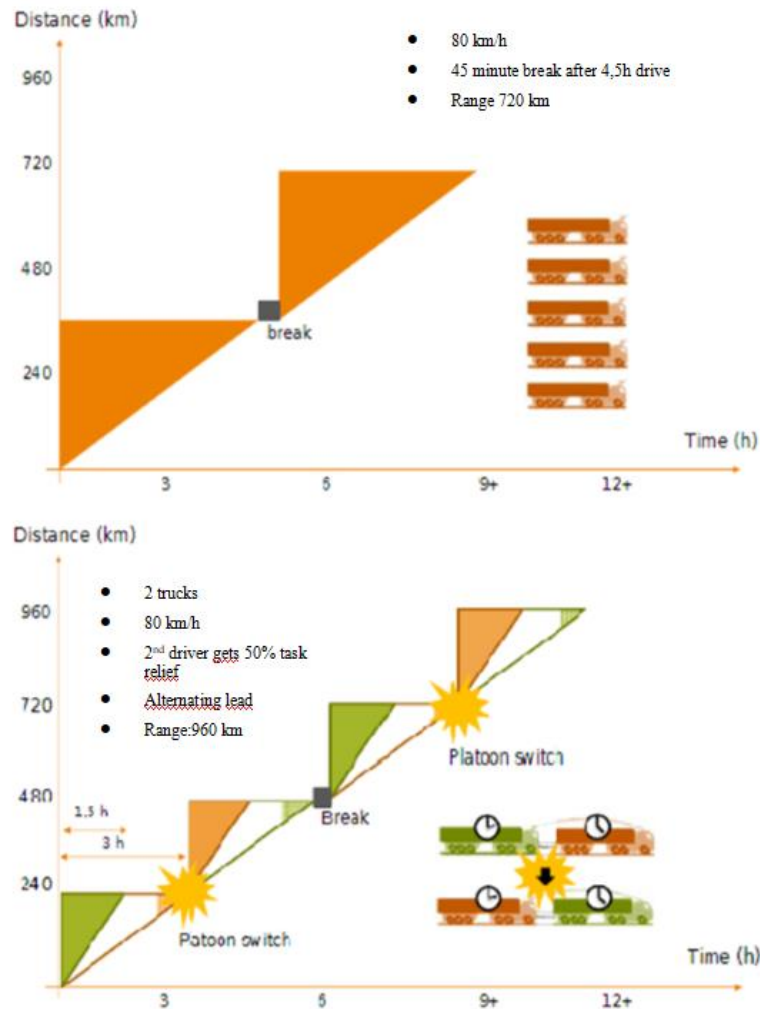 Distance (km)
● 80 km/h
● 45 minute break after 4,5h drive
● Range 720 km
960
720
480
240
break
Time (h)
3
6
9+
12+
Distance (km)
● 2 trucks
● 80 km/h
● 2nd driver gets 50% task
relief
● Alternating lead
● Range:960 km
960
720
480
240
1,5 h
3 h
Platoon switch
Break
Patoon switch
Time (h)
3
6
9+
12+